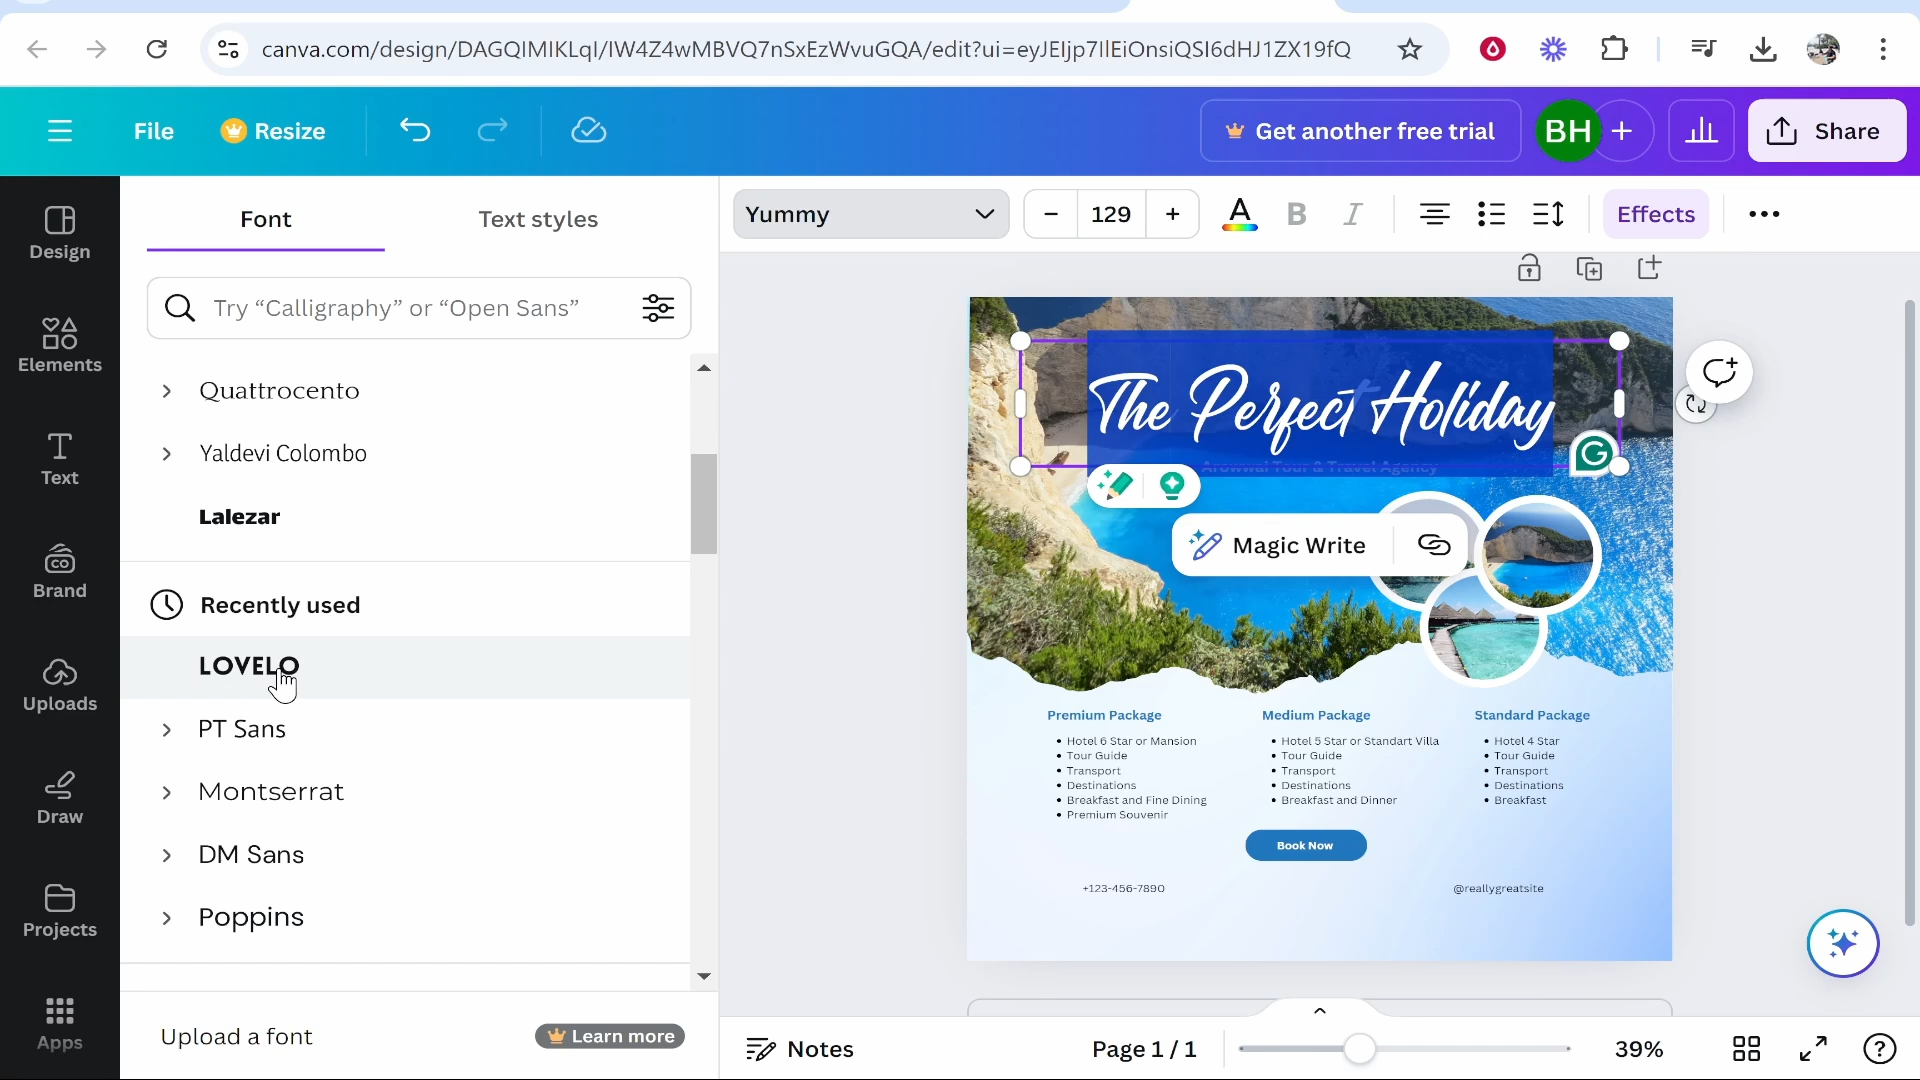 canva.com/design/DAGQIMIKLqI/IW4Z4wMBVQ7nSxEzWvuGQA/edit?ui=eyJEIjp7IlEiOnsiQSI6dHJ1ZX19fQ
File
Resize
Get another free trial
BH
+
Share
Design
Elements
Text
Brand
Uploads
Draw
Projects
Apps
Font
Text styles
Try “Calligraphy” or “Open Sans”
Quattrocento
Yaldevi Colombo
Lalezar
Recently used
LOVELO
PT Sans
Montserrat
DM Sans
Poppins
Upload a font
Learn more
Yummy
− 129 +
A B I
Effects
The Perfect Holiday
Arowwai Tour & Travel Agency
Magic Write
Premium Package
• Hotel 6 Star or Mansion
• Tour Guide
• Transport
• Destinations
• Breakfast and Fine Dining
• Premium Souvenir
Medium Package
• Hotel 5 Star or Standart Villa
• Tour Guide
• Transport
• Destinations
• Breakfast and Dinner
Standard Package
• Hotel 4 Star
• Tour Guide
• Transport
• Destinations
• Breakfast
Book Now
+123-456-7890
@reallygreatsite
Notes
Page 1 / 1
39%